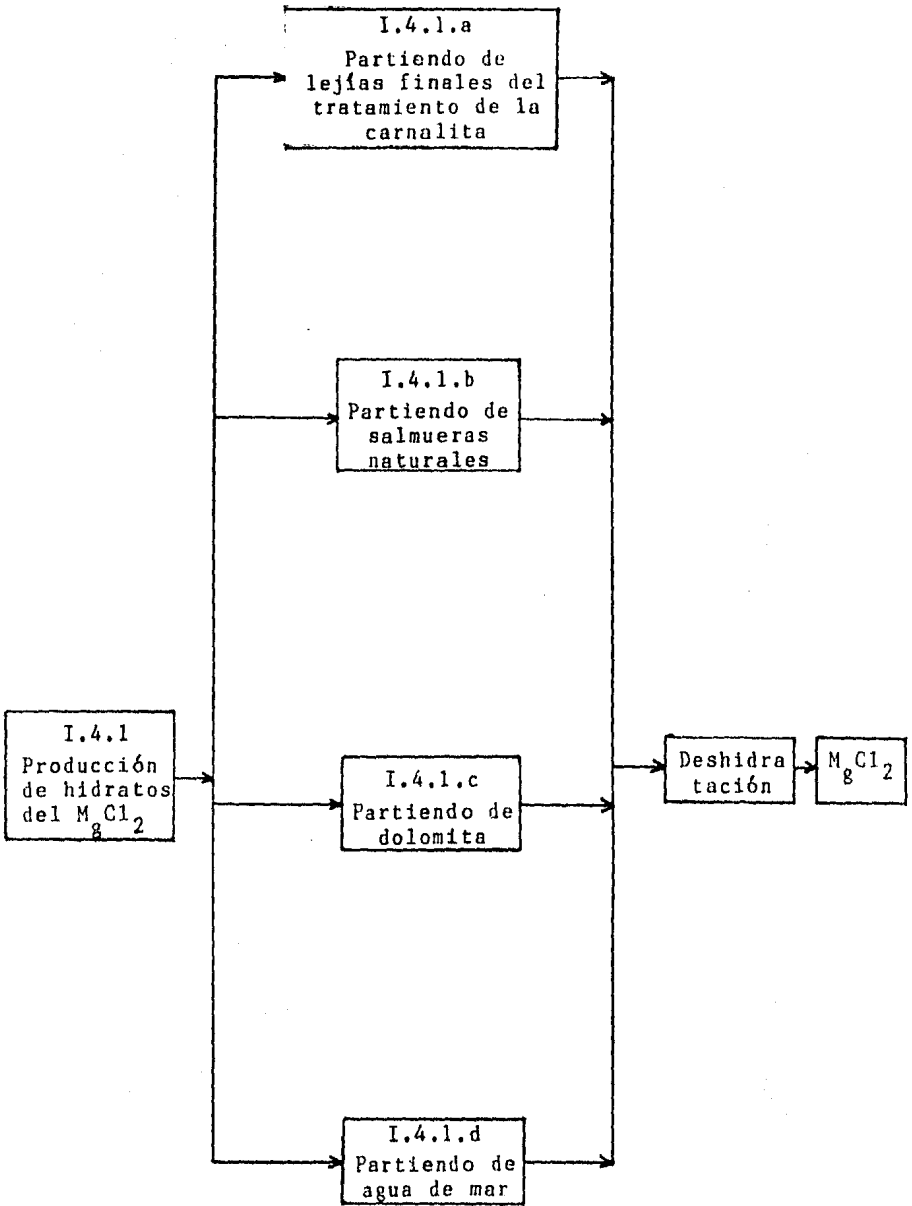 I.4.1.a
Partiendo de
lejías finales del
tratamiento de la
carnalita
I.4.1.b
Partiendo de
salmueras
naturales
I.4.1
Producción
de hidratos
del MgCl2
I.4.1.c
Partiendo de
dolomita
Deshidra
tación
MgCl2
I.4.1.d
Partiendo de
agua de mar